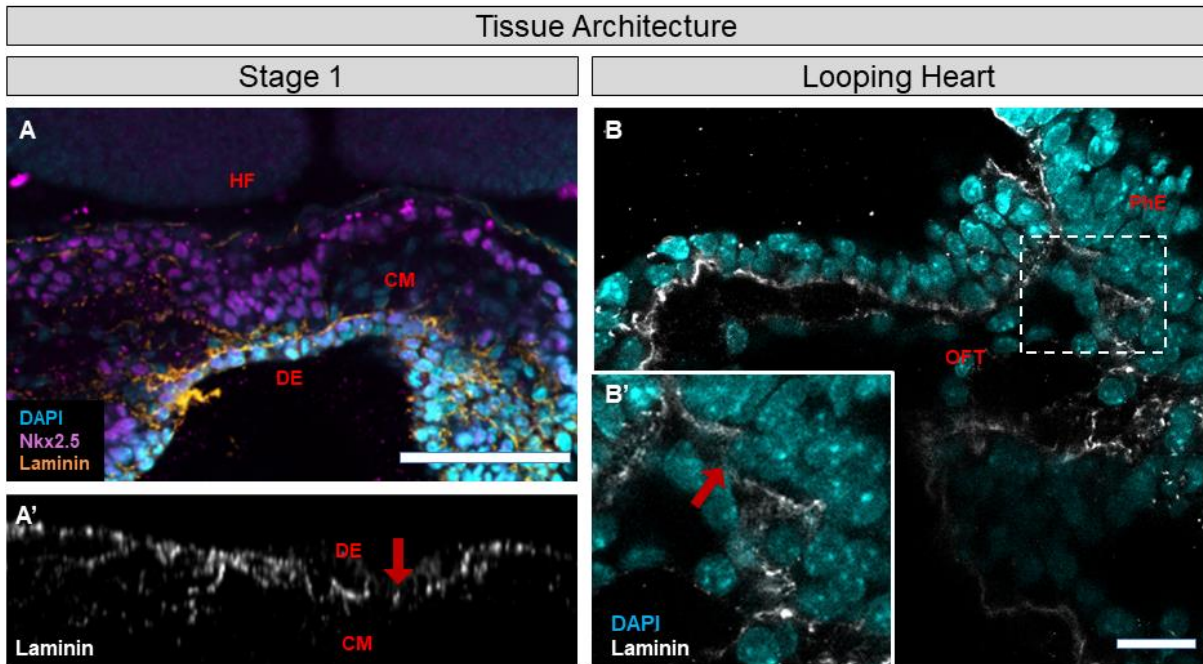 Tissue Architecture
Stage 1
Looping Heart
A
HF
CM
DE
DAPI
Nkx2.5
Laminin
A'
DE
CM
Laminin
B
PhE
OFT
B'
DAPI
Laminin